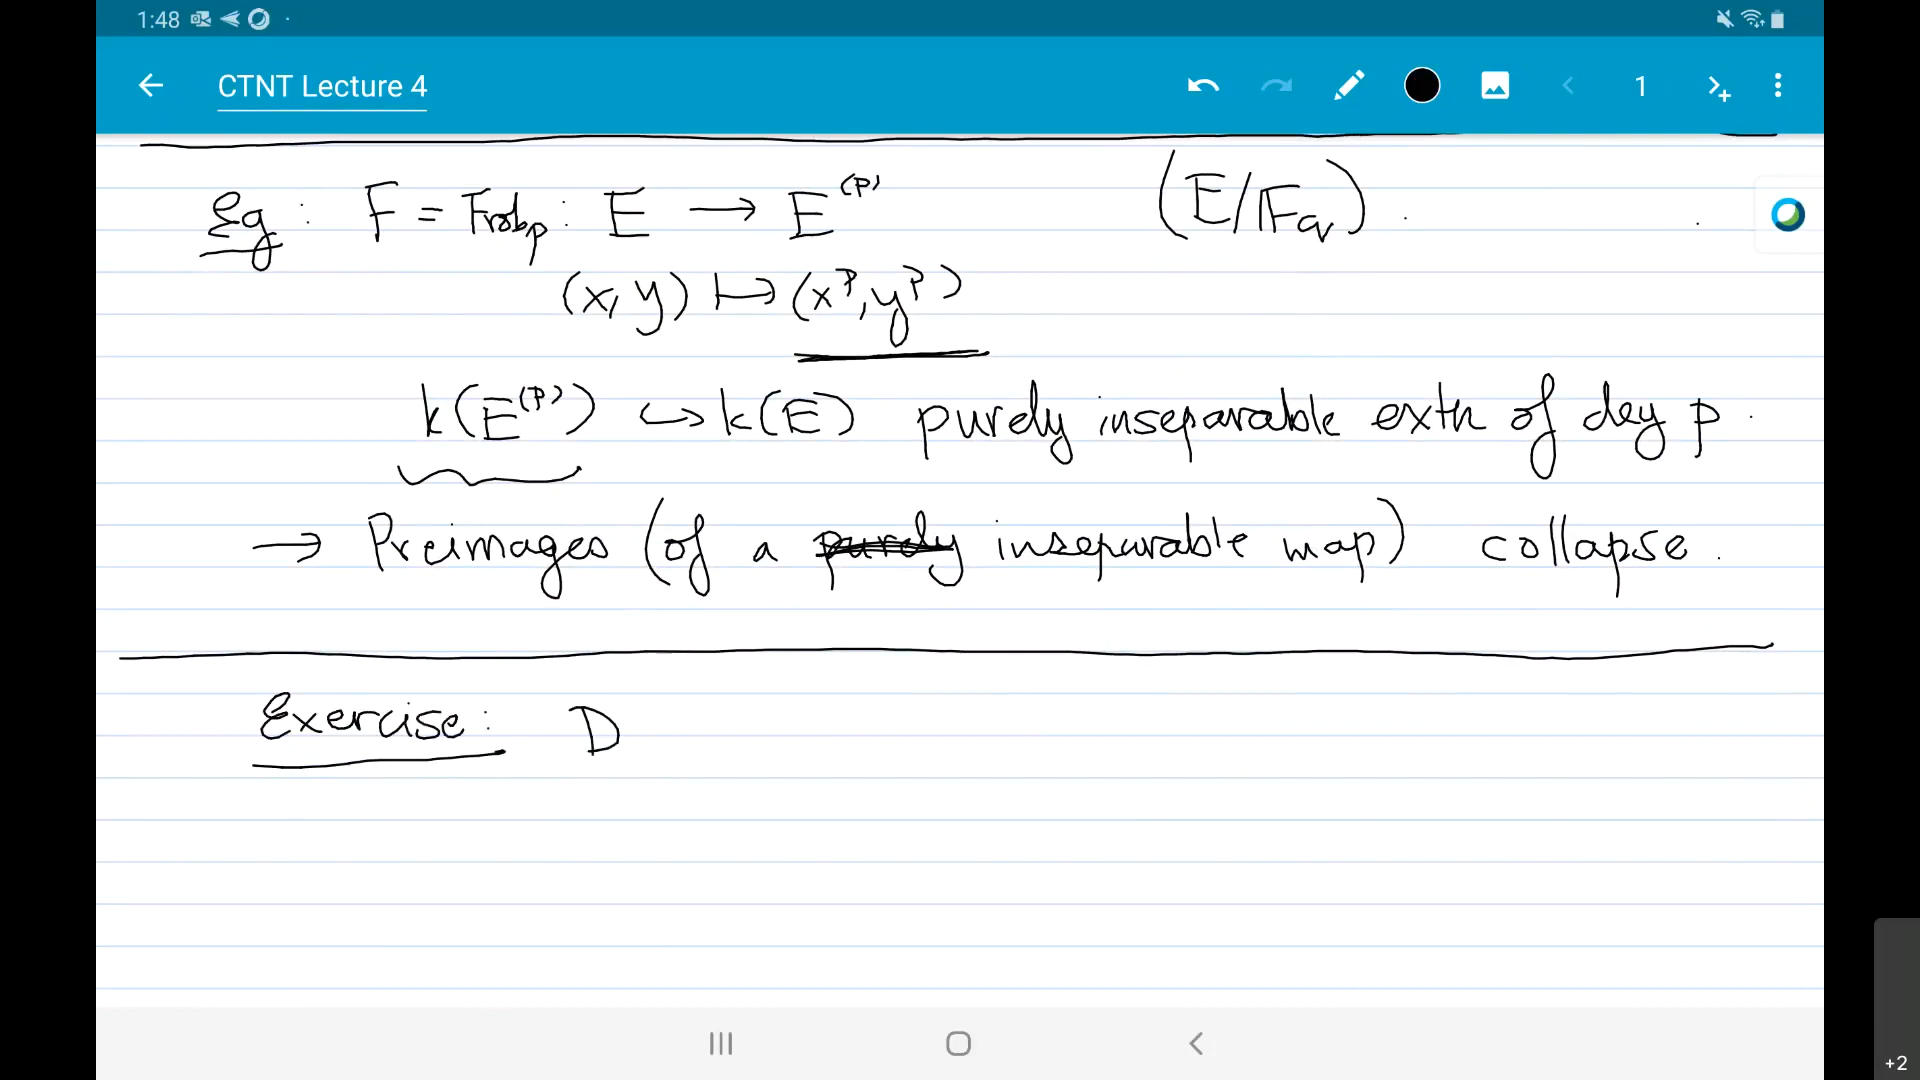 1:48
CTNT Lecture 4
1
Eg: F = Frob_p: E → E^(p) (E/𝔽_q).
(x, y) ↦ (x^p, y^p)
k(E^(p)) ↪ k(E) purely inseparable extn of deg p.
→ Preimages (of a purely inseparable map) collapse.
Exercise: D
+2